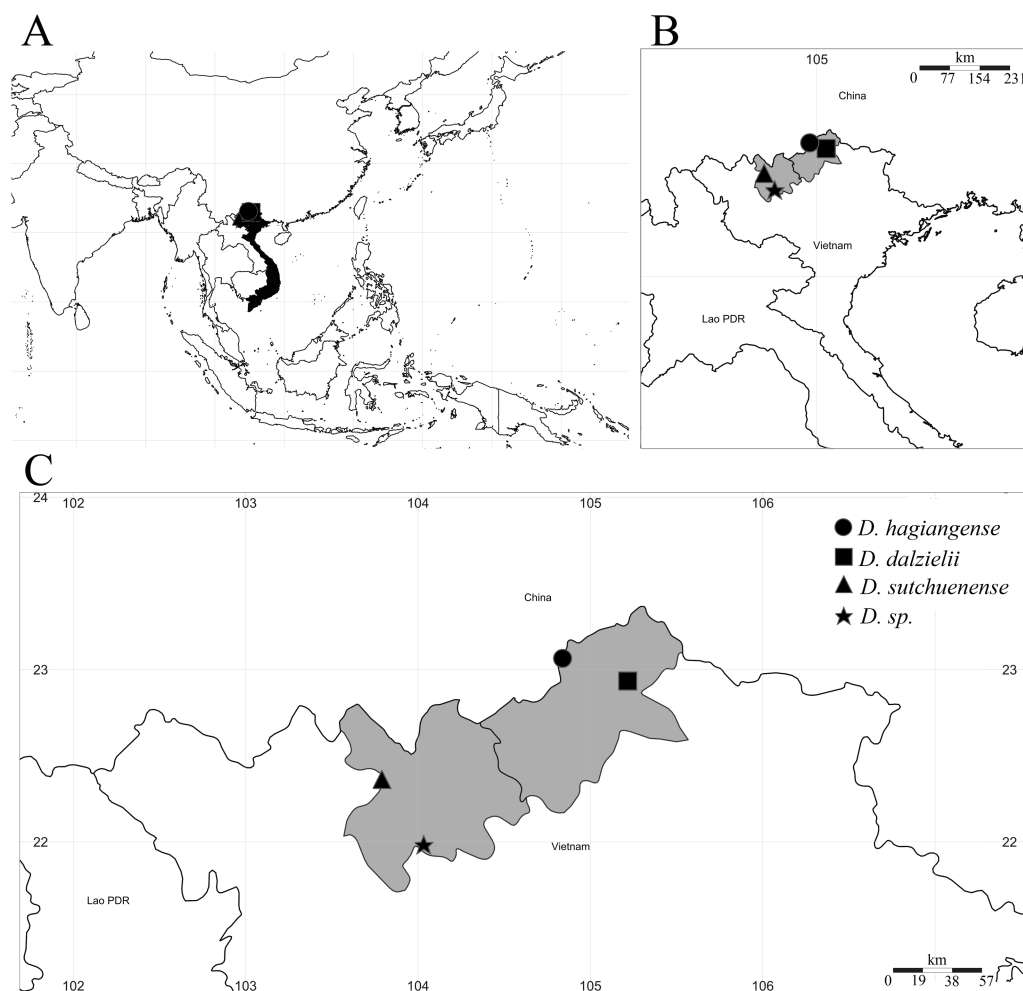 A
B
105
km
0 77 154 231
China
Vietnam
Lao PDR
C
24 102 103 104 105 106
D. hagiangense
D. dalzielii
D. sutchuenense
D. sp.
China
23 23
22 Vietnam 22
Lao PDR
km
0 19 38 57
102 103 104 105 106